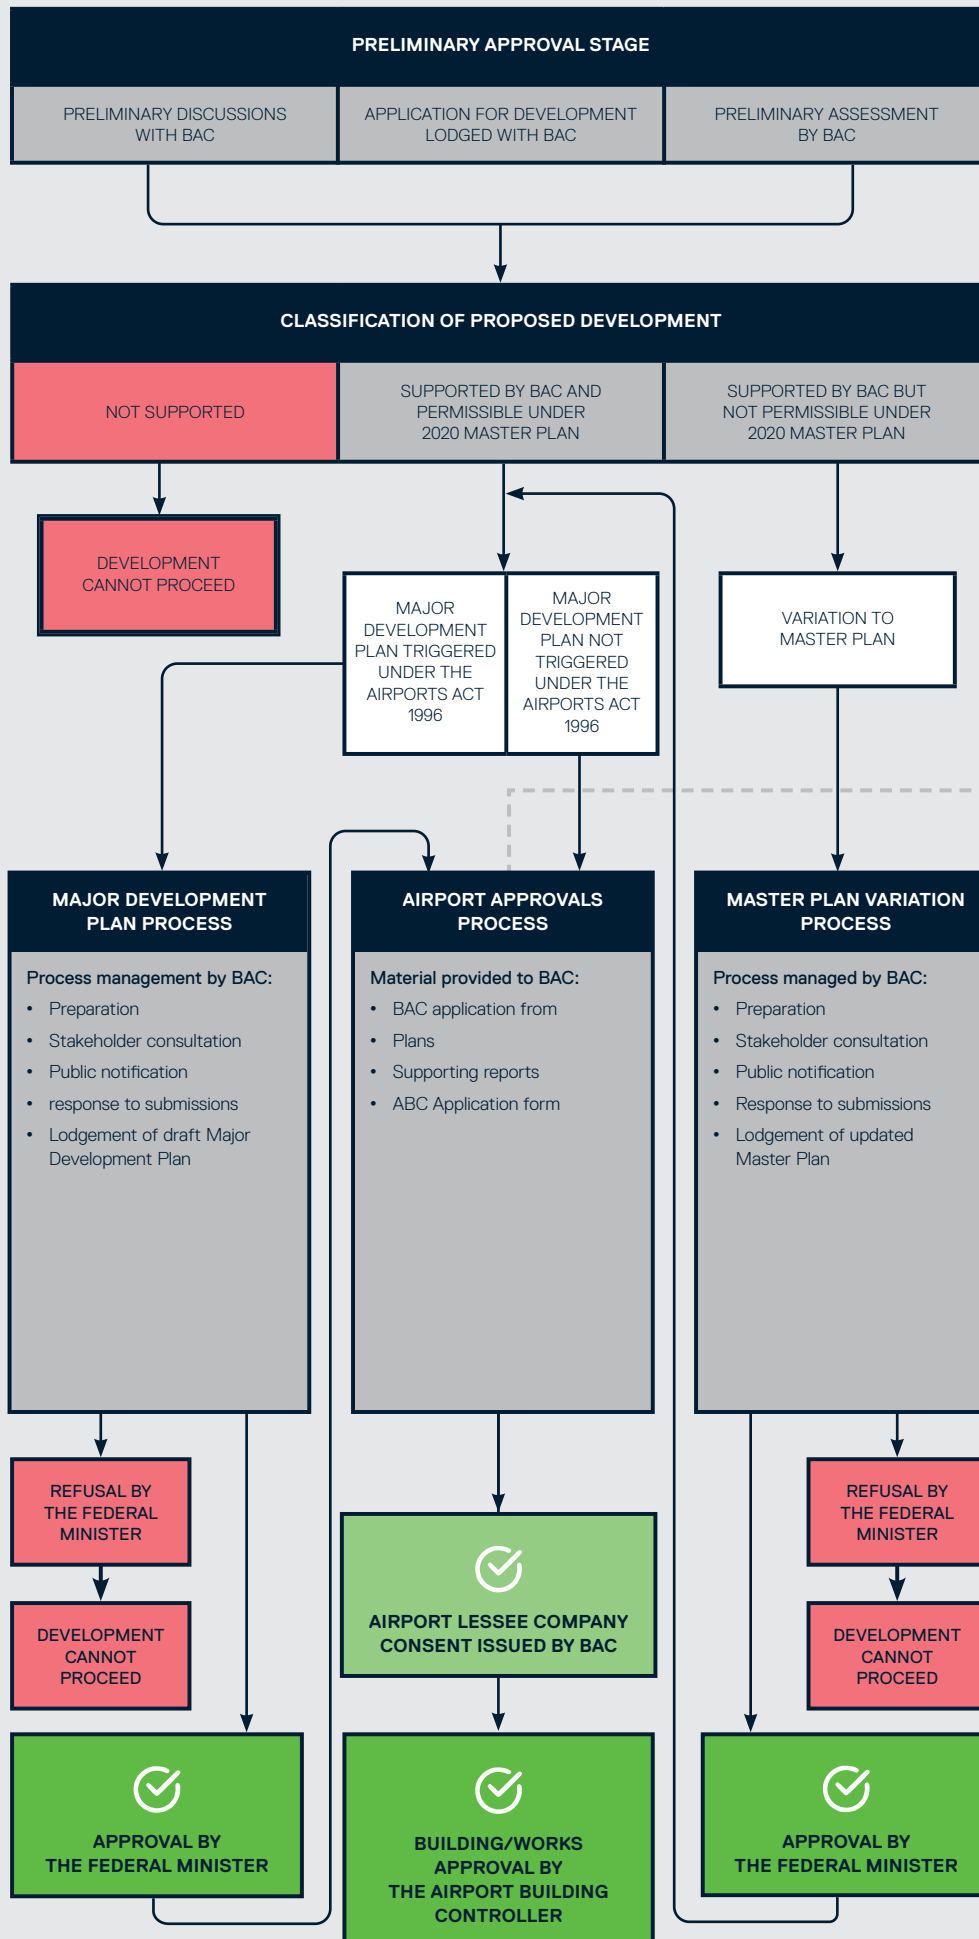 PRELIMINARY APPROVAL STAGE
PRELIMINARY DISCUSSIONS
WITH BAC
APPLICATION FOR DEVELOPMENT
LODGED WITH BAC
PRELIMINARY ASSESSMENT
BY BAC
CLASSIFICATION OF PROPOSED DEVELOPMENT
NOT SUPPORTED
SUPPORTED BY BAC AND
PERMISSIBLE UNDER
2020 MASTER PLAN
SUPPORTED BY BAC BUT
NOT PERMISSIBLE UNDER
2020 MASTER PLAN
DEVELOPMENT
CANNOT PROCEED
MAJOR
DEVELOPMENT
PLAN TRIGGERED
UNDER THE
AIRPORTS ACT
1996
MAJOR
DEVELOPMENT
PLAN NOT
TRIGGERED
UNDER THE
AIRPORTS ACT
1996
VARIATION TO
MASTER PLAN
MAJOR DEVELOPMENT
PLAN PROCESS
Process management by BAC:
• Preparation
• Stakeholder consultation
• Public notification
• response to submissions
• Lodgement of draft Major
Development Plan
AIRPORT APPROVALS
PROCESS
Material provided to BAC:
• BAC application from
• Plans
• Supporting reports
• ABC Application form
MASTER PLAN VARIATION
PROCESS
Process managed by BAC:
• Preparation
• Stakeholder consultation
• Public notification
• Response to submissions
• Lodgement of updated
Master Plan
REFUSAL BY
THE FEDERAL
MINISTER
DEVELOPMENT
CANNOT
PROCEED
APPROVAL BY
THE FEDERAL MINISTER
AIRPORT LESSEE COMPANY
CONSENT ISSUED BY BAC
BUILDING/WORKS
APPROVAL BY
THE AIRPORT BUILDING
CONTROLLER
REFUSAL BY
THE FEDERAL
MINISTER
DEVELOPMENT
CANNOT
PROCEED
APPROVAL BY
THE FEDERAL MINISTER